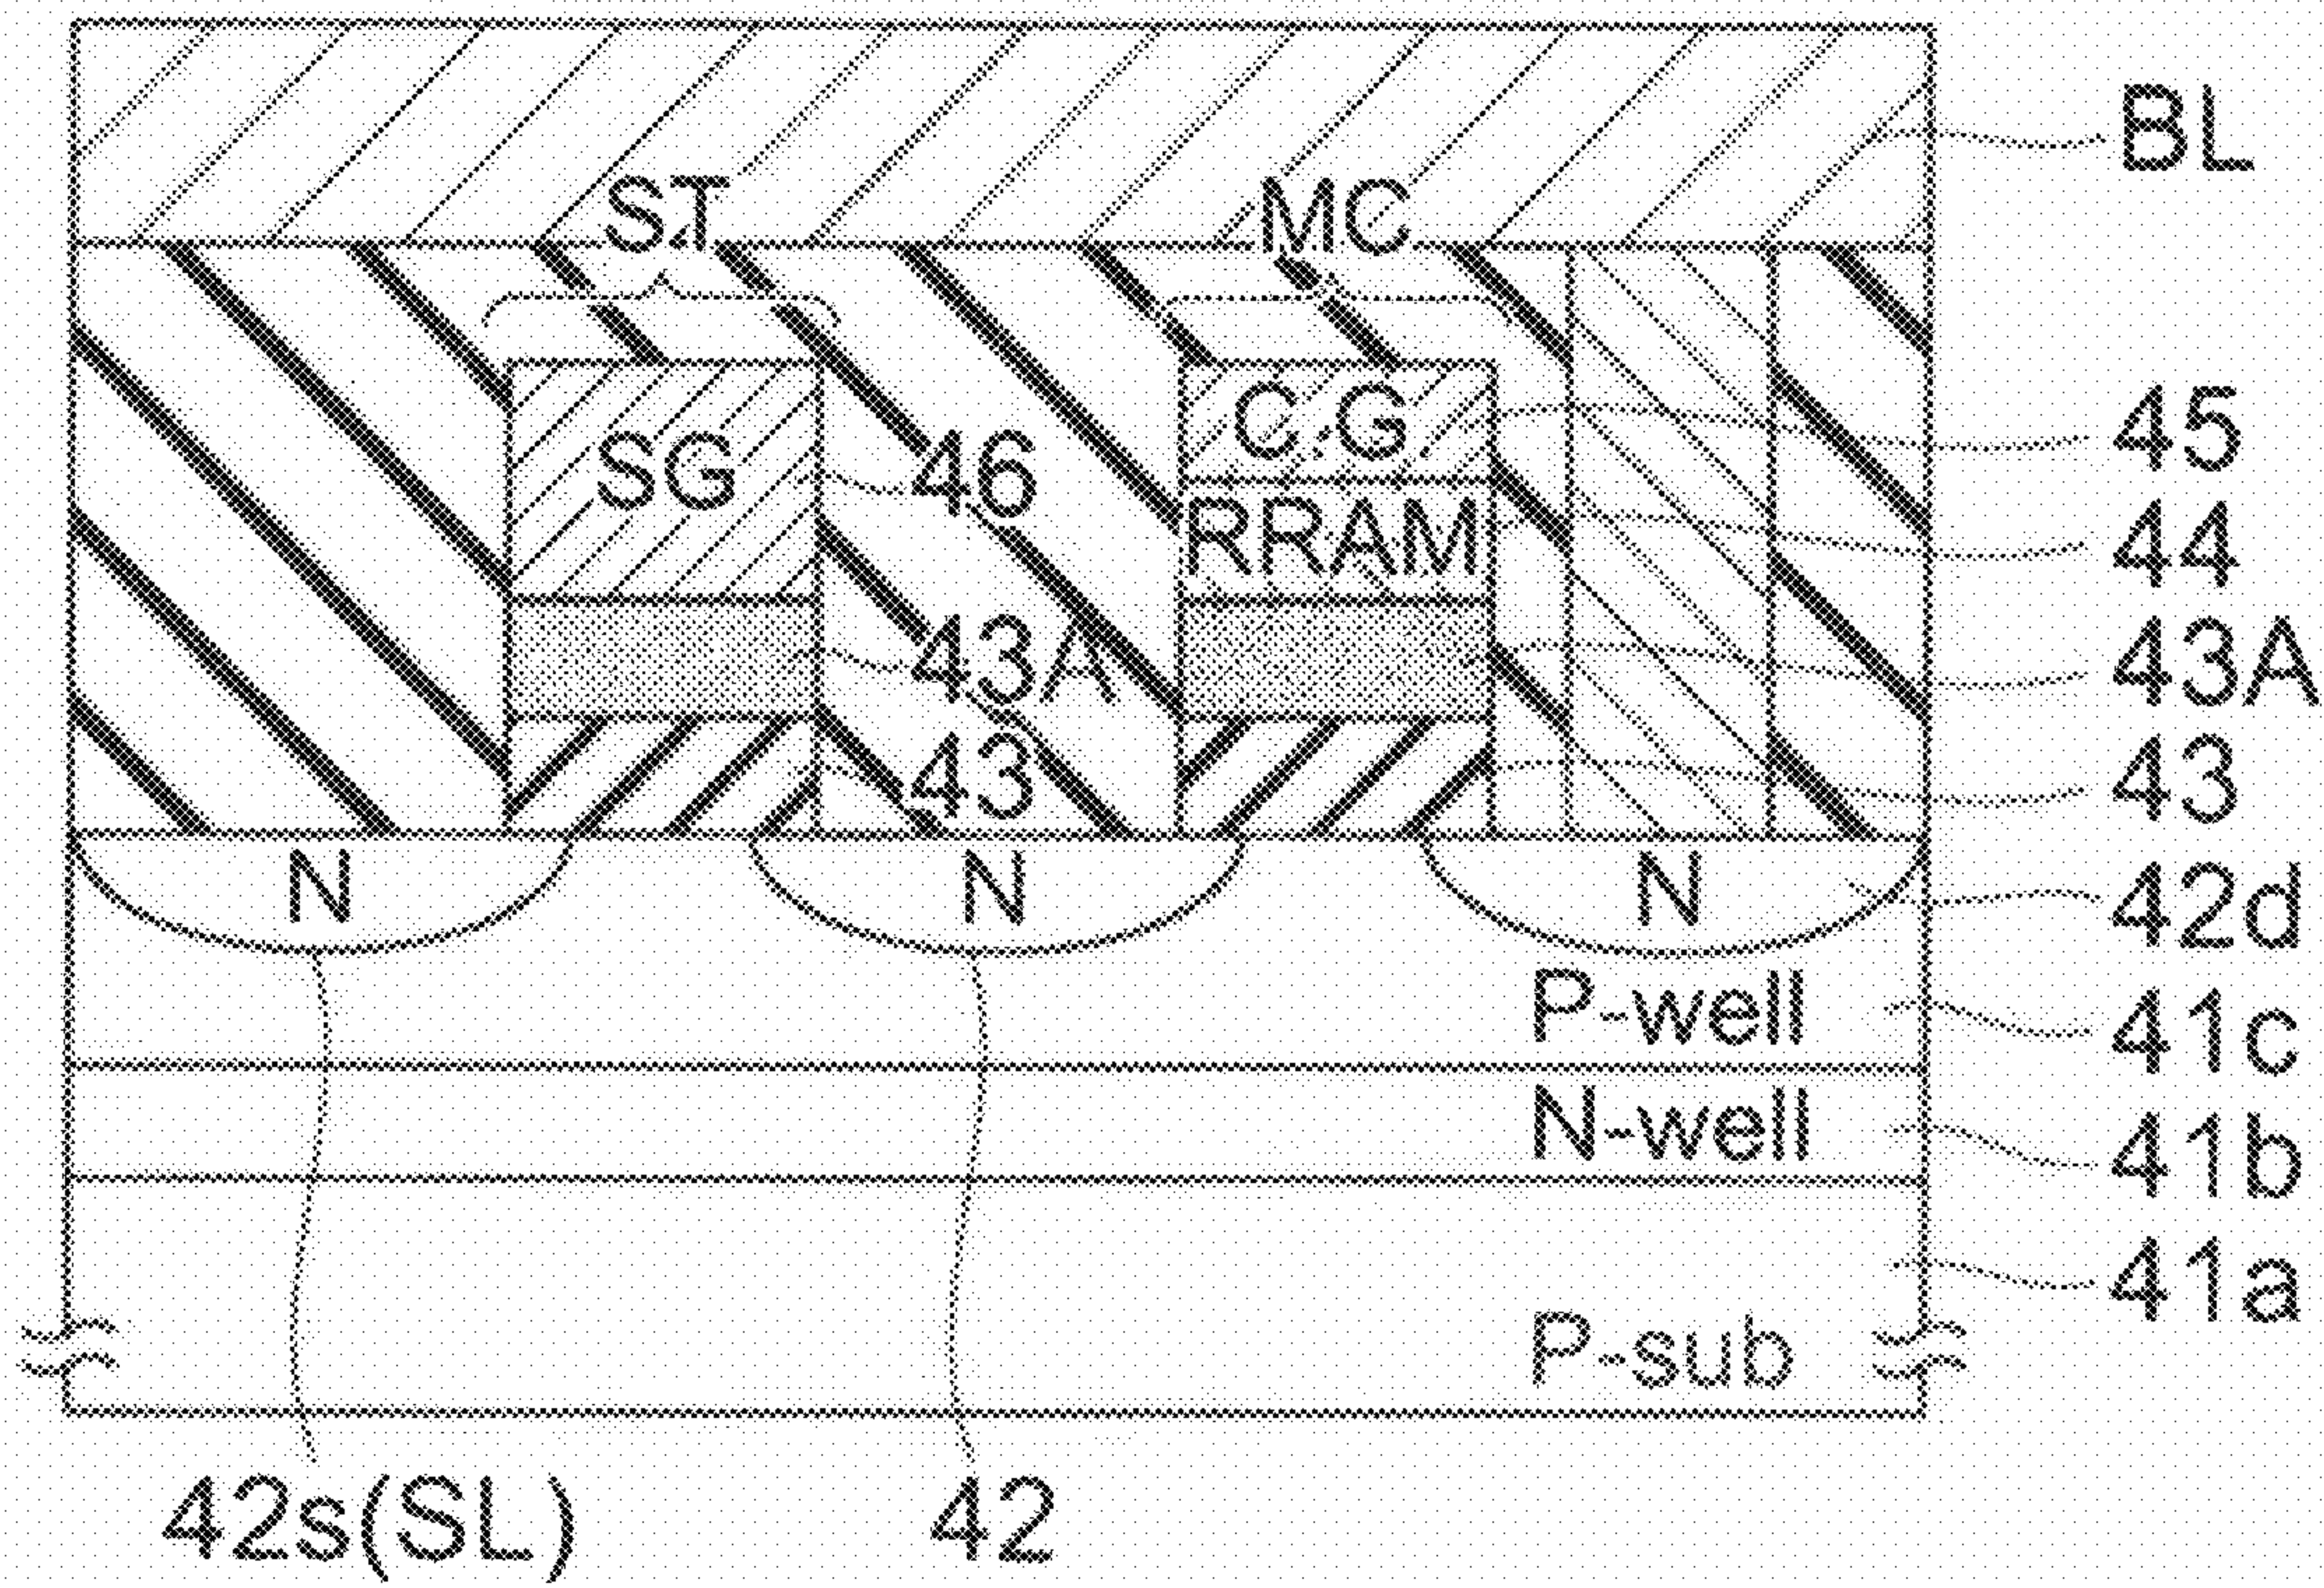 BL
ST
MC
SG
46
C.G
45
RRAM
44
43A
43A
43
43
N
N
N
42d
P-well
41c
N-well
41b
41a
P-sub
42s(SL)
42